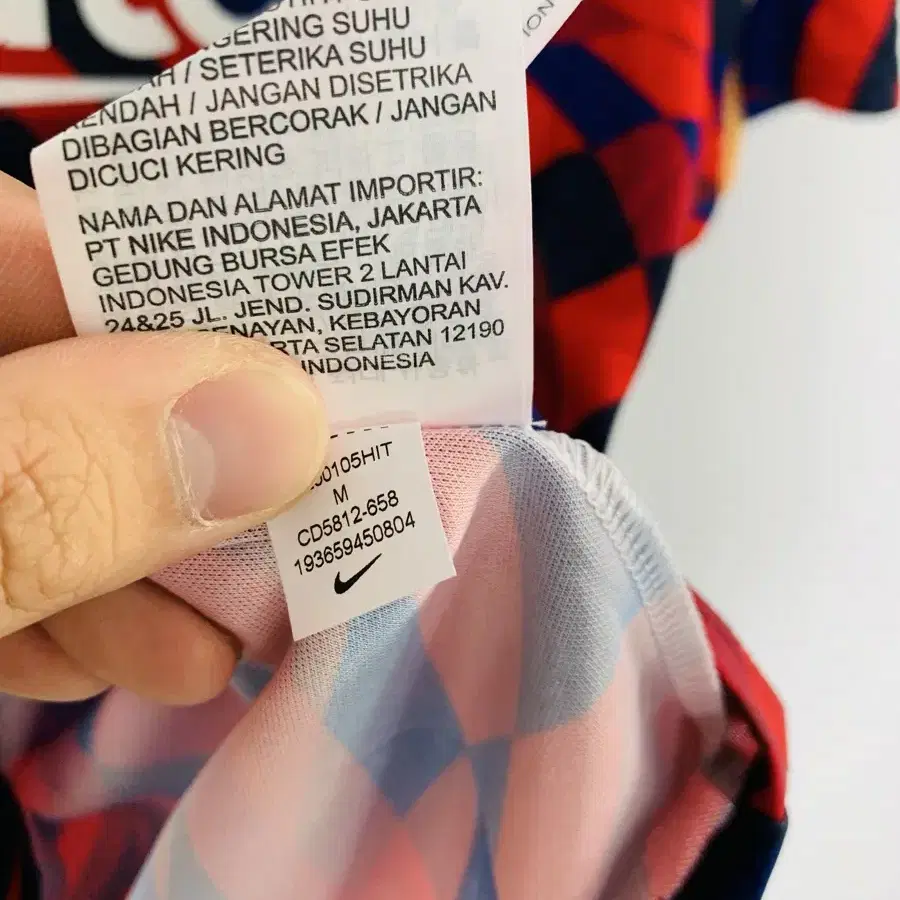 GERING SUHU
/ SETERIKA SUHU
RENDAH / JANGAN DISETRIKA
DIBAGIAN BERCORAK / JANGAN
DICUCI KERING
NAMA DAN ALAMAT IMPORTIR:
PT NIKE INDONESIA, JAKARTA
GEDUNG BURSA EFEK
INDONESIA TOWER 2 LANTAI
24&25 JL. JEND. SUDIRMAN KAV.
ENAYAN, KEBAYORAN
RTA SELATAN 12190
INDONESIA
0105HIT
M
CD5812-658
193659450804